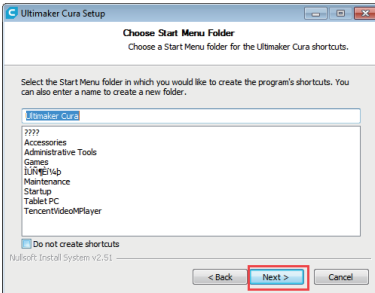 Ultimaker Cura Setup
Choose Start Menu Folder
Choose a Start Menu folder for the Ultimaker Cura shortcuts.
Select the Start Menu folder in which you would like to create the program's shortcuts. You
can also enter a name to create a new folder.
Ultimaker Cura
????
Accessories
Administrative Tools
Games
ÌÚÑ¶Èí¼þ
Maintenance
Startup
Tablet PC
TencentVideoMPlayer
Do not create shortcuts
Nullsoft Install System v2.51
< Back
Next >
Cancel